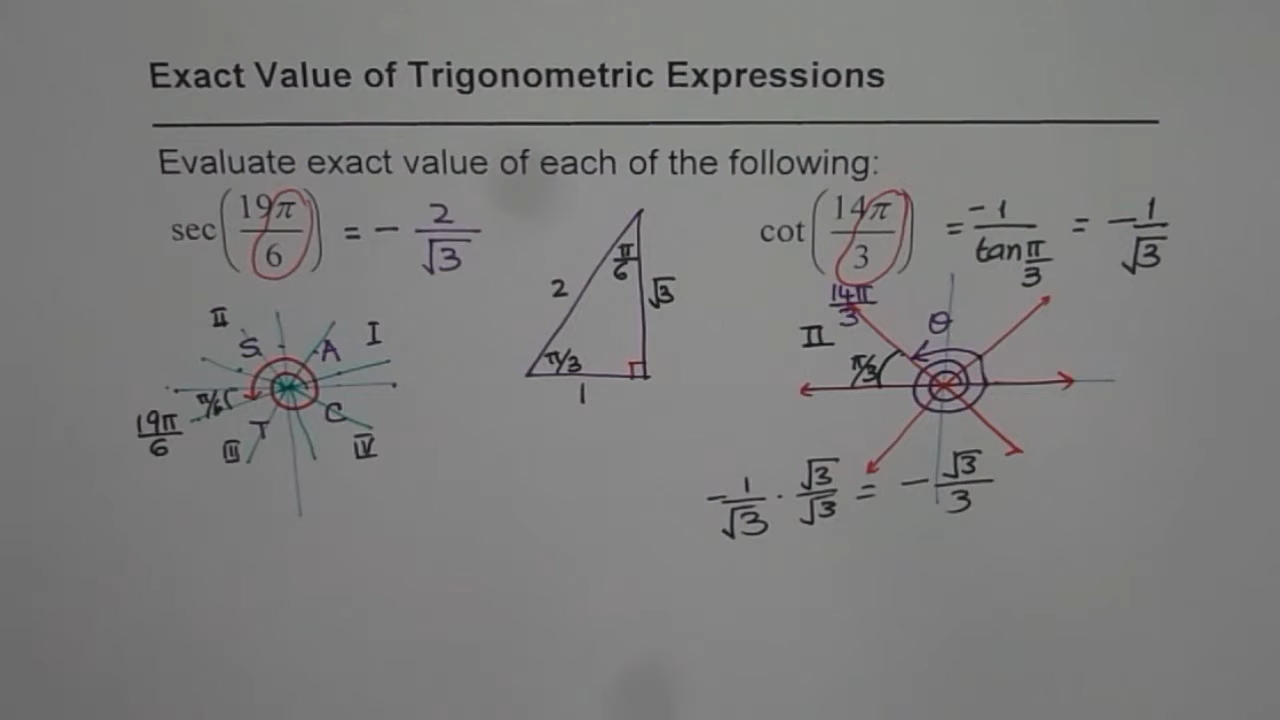 Exact Value of Trigonometric Expressions
Evaluate exact value of each of the following:
sec(19π/6) = - 2/√3
cot(14π/3) = -1/tan π/3 = - 1/√3
2
π/6
√3
π/3
1
II
I
S
A
π/6
19π/6
T
C
III
IV
14π/3
θ
II
π/3
-1/√3 · √3/√3 = - √3/3